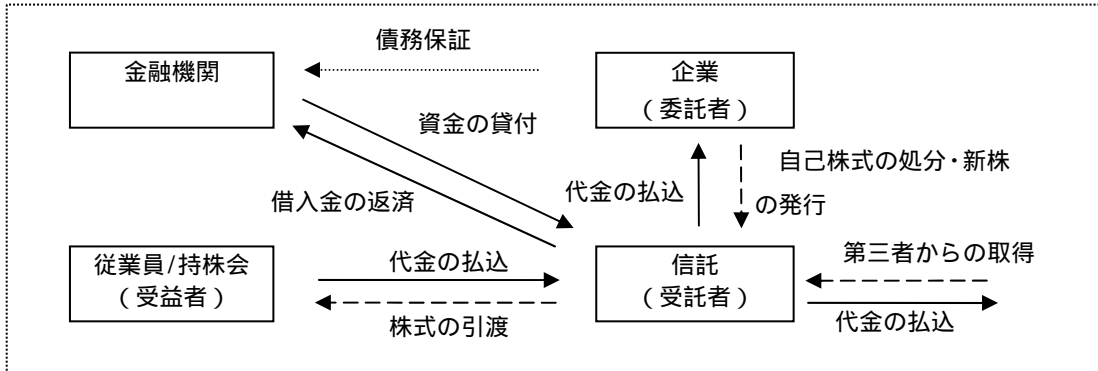 債務保証
金融機関
企業
（委託者）
資金の貸付
自己株式の処分・新株
の発行
代金の払込
借入金の返済
従業員/持株会
（受益者）
代金の払込
株式の引渡
信託
（受託者）
第三者からの取得
代金の払込